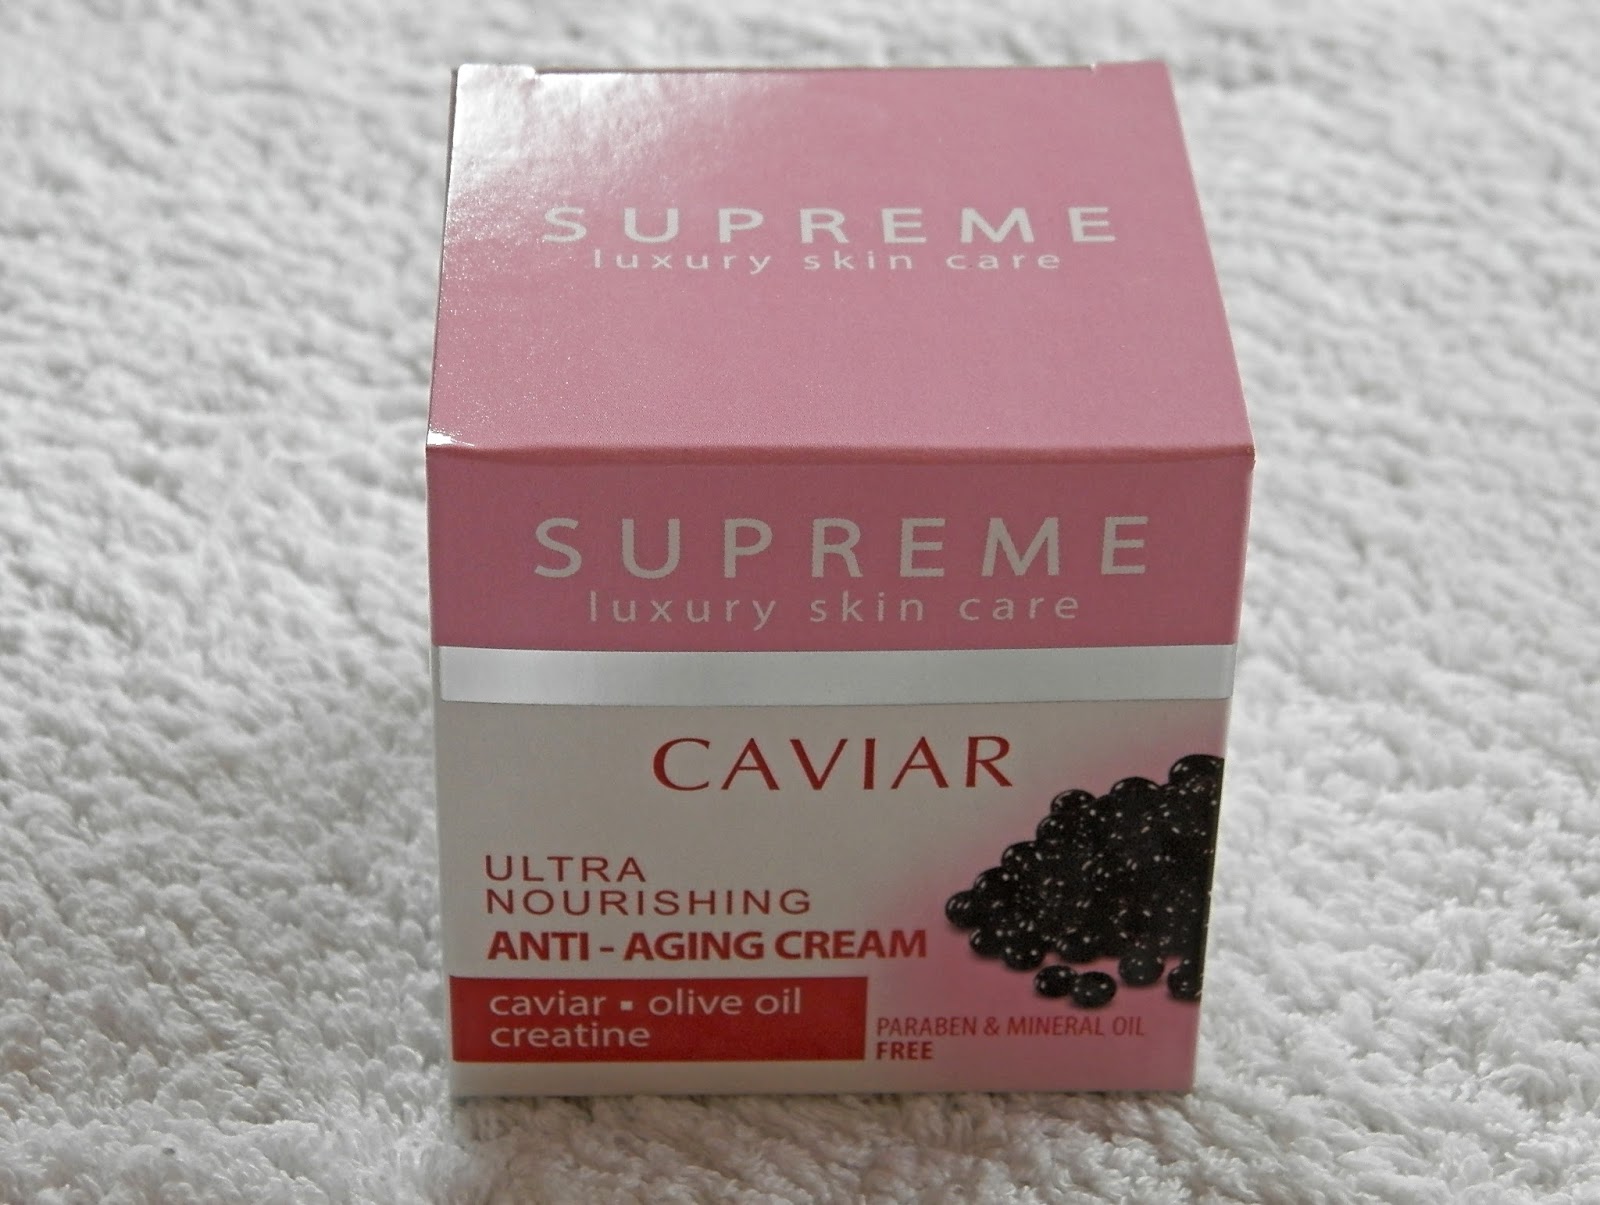 SUPREME
luxury skin care
SUPREME
luxury skin care
CAVIAR
ULTRA
NOURISHING
ANTI - AGING CREAM
caviar ▪ olive oil
creatine
PARABEN & MINERAL OIL
FREE